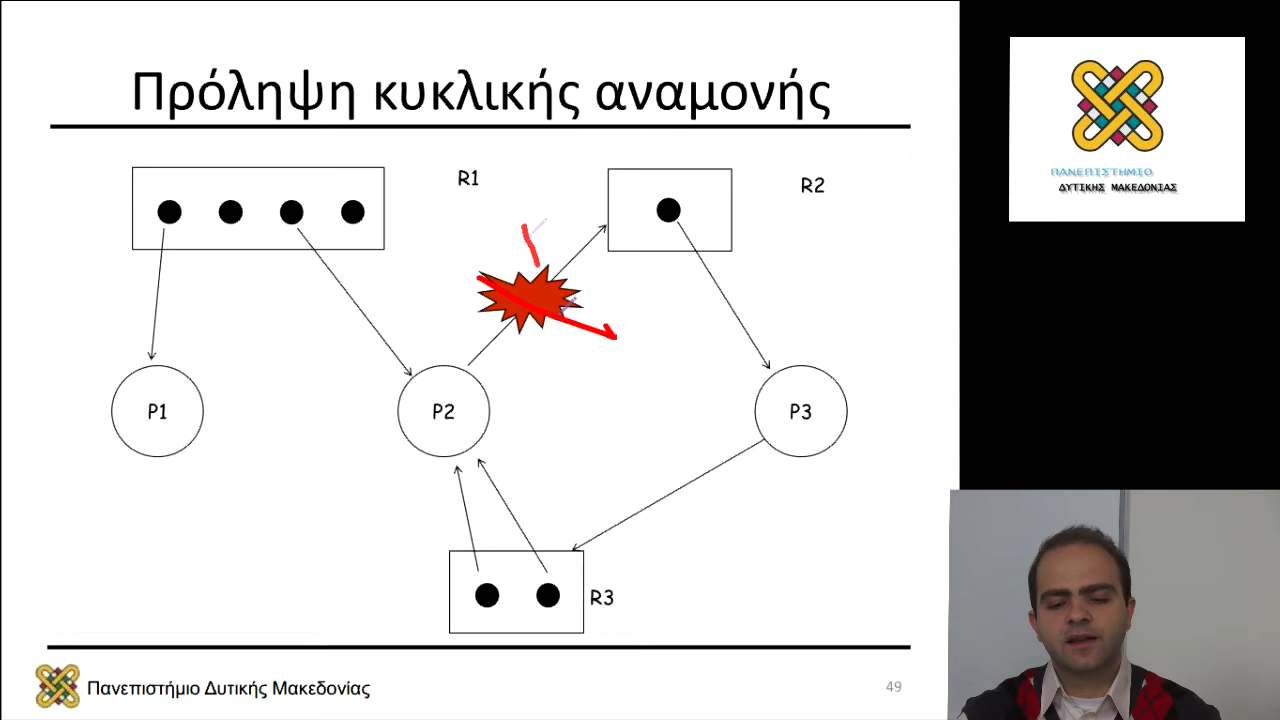 Πρόληψη κυκλικής αναμονής
R1
R2
P1
P2
P3
R3
Πανεπιστήμιο Δυτικής Μακεδονίας
49
ΠΑΝΕΠΙΣΤΗΜΙΟ
ΔΥΤΙΚΗΣ ΜΑΚΕΔΟΝΙΑΣ